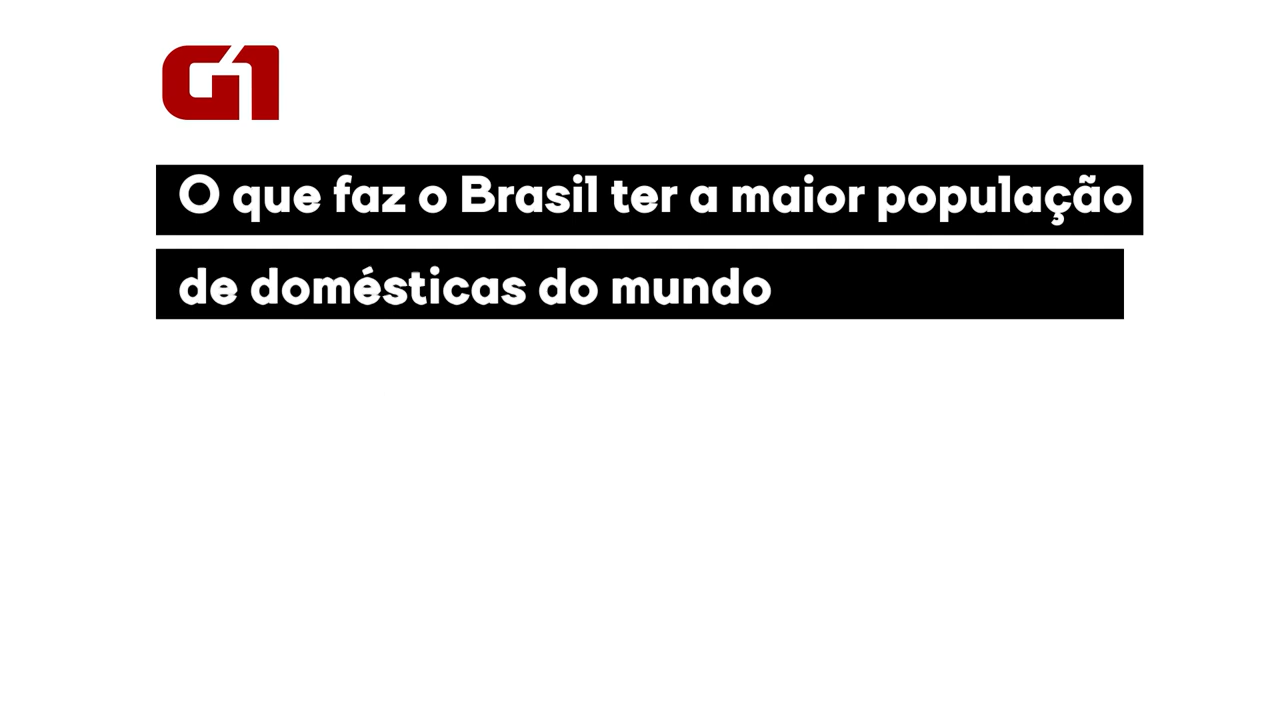 G1
O que faz o Brasil ter a maior população
de domésticas do mundo